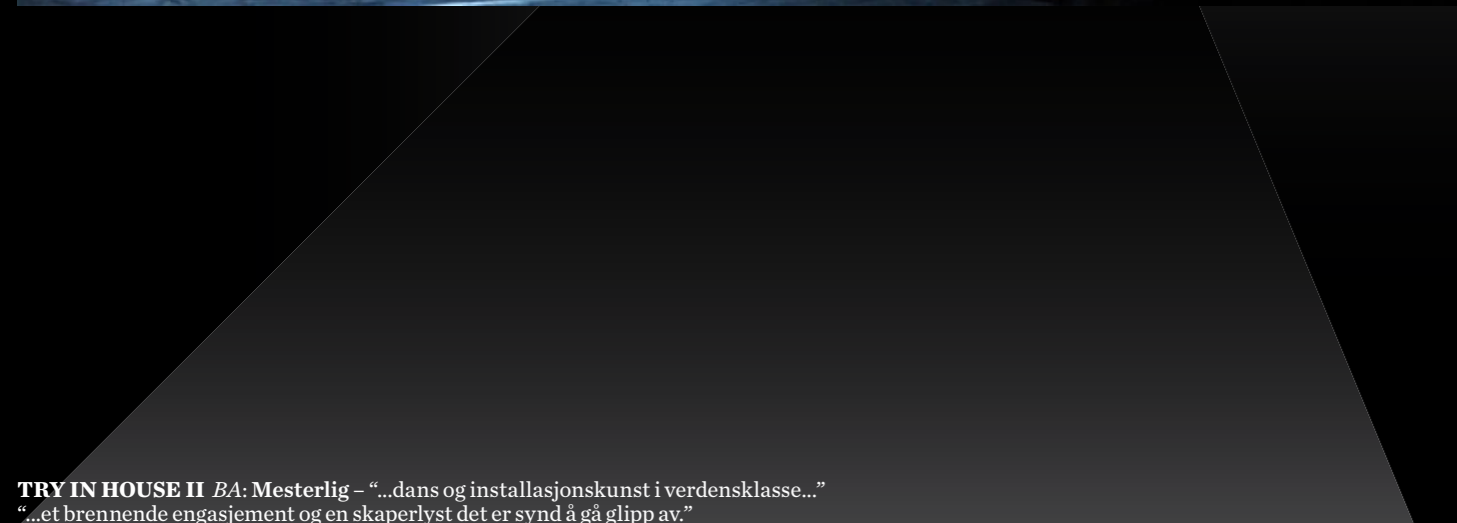 TRY IN HOUSE II BA: Mesterlig – “...dans og installasjonskunst i verdensklasse...”
“...et brennende engasjement og en skaperlyst det er synd å gå glipp av.”